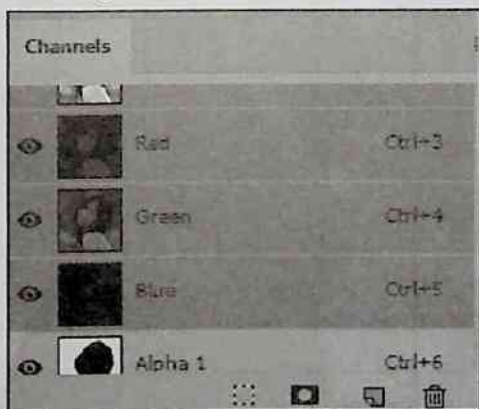 Channels
Red Ctrl+3
Green Ctrl+4
Blue Ctrl+5
Alpha 1 Ctrl+6